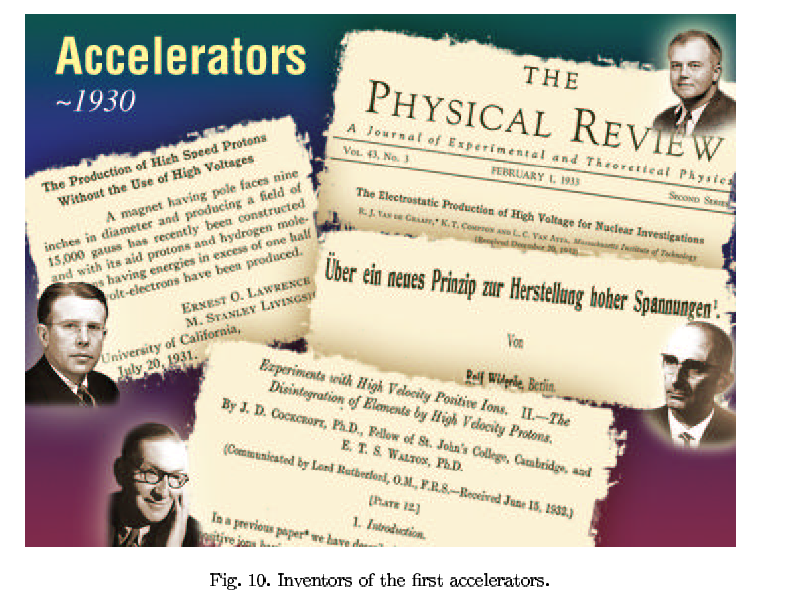 Accelerators
~1930
THE
PHYSICAL REVIEW
A Journal of Experimental and Theoretical Physics
VOL. 43, NO. 3
FEBRUARY 1, 1933
SECOND SERIES
The Electrostatic Production of High Voltage for Nuclear Investigations
R. J. VAN DE GRAAFF,* K. T. COMPTON AND L. C. VAN ATTA, Massachusetts Institute of Technology
(Received December 20, 1932)
The Production of High Speed Protons
Without the Use of High Voltages
A magnet having pole faces nine
inches in diameter and producing a field of
15,000 gauss has recently been constructed
and with its aid protons and hydrogen mole-
s having energies in excess of one half
olt-electrons have been produced.
ERNEST O. LAWRENCE
M. STANLEY LIVINGS
University of California,
July 20, 1931.
Über ein neues Prinzip zur Herstellung hoher Spannungen¹.
Von
Rolf Wideröe, Berlin.
Experiments with High Velocity Positive Ions. II.—The
Disintegration of Elements by High Velocity Protons.
By J. D. COCKCROFT, Ph.D., Fellow of St. John's College, Cambridge, and
E. T. S. WALTON, Ph.D.
(Communicated by Lord Rutherford, O.M., F.R.S.—Received June 15, 1932.)
[PLATE 12.]
1. Introduction.
In a previous paper* we have
ositive ions
Fig. 10. Inventors of the first accelerators.